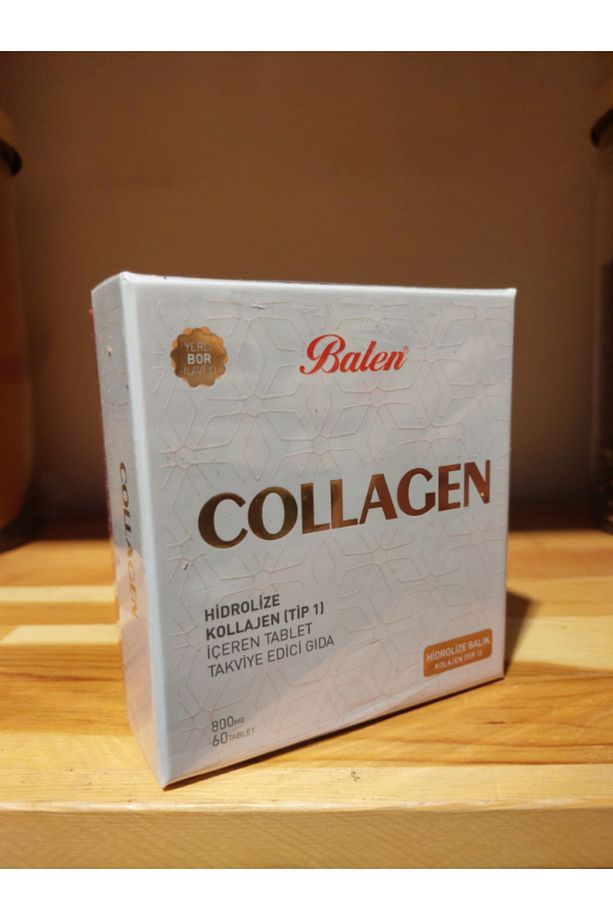 YERLİ
BOR
İLAVELİ
Balen®
COLLAGEN
COLLAGEN
HİDROLİZE
KOLLAJEN (TİP 1)
İÇEREN TABLET
TAKVİYE EDİCİ GIDA
HİDROLİZE BALIK
KOLAJEN (TİP 1)
800MG
60TABLET